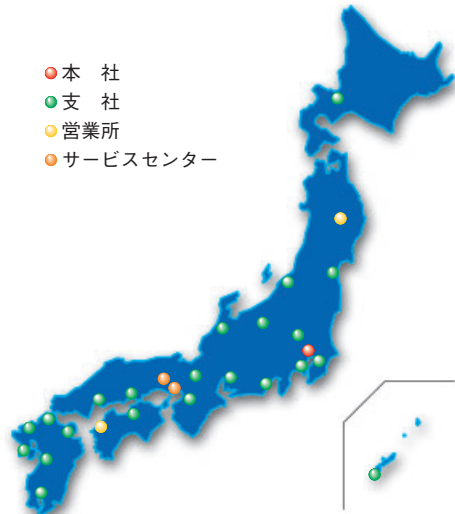 本　社
支　社
営業所
サービスセンター